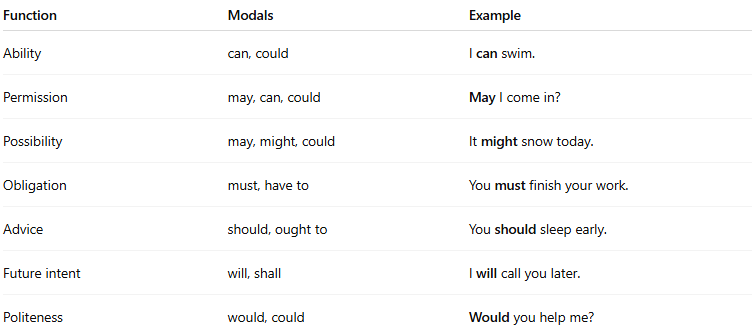 Function Modals Example
Ability can, could I can swim.
Permission may, can, could May I come in?
Possibility may, might, could It might snow today.
Obligation must, have to You must finish your work.
Advice should, ought to You should sleep early.
Future intent will, shall I will call you later.
Politeness would, could Would you help me?